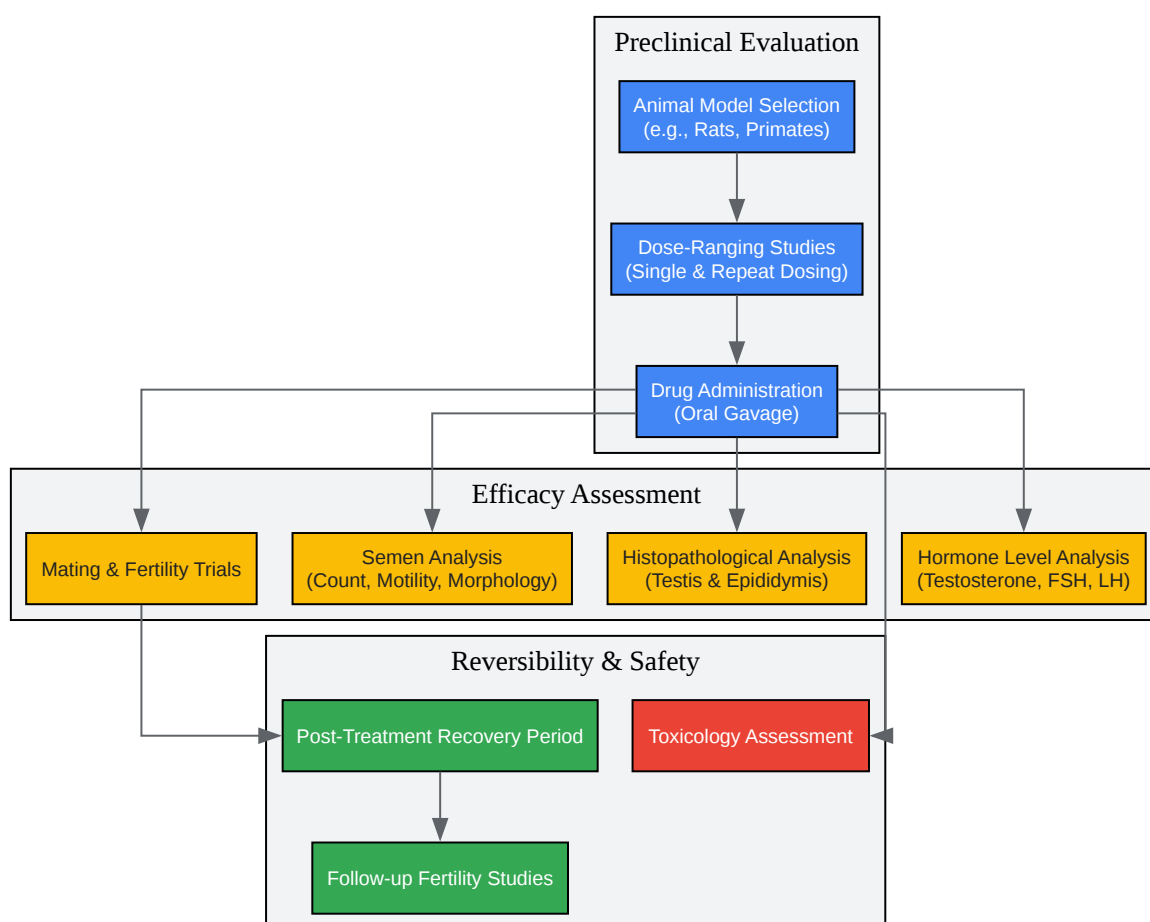 Preclinical Evaluation
Animal Model Selection
(e.g., Rats, Primates)
Dose-Ranging Studies
(Single & Repeat Dosing)
Drug Administration
(Oral Gavage)
Efficacy Assessment
Mating & Fertility Trials
Semen Analysis
(Count, Motility, Morphology)
Histopathological Analysis
(Testis & Epididymis)
Hormone Level Analysis
(Testosterone, FSH, LH)
Reversibility & Safety
Post-Treatment Recovery Period
Toxicology Assessment
Follow-up Fertility Studies